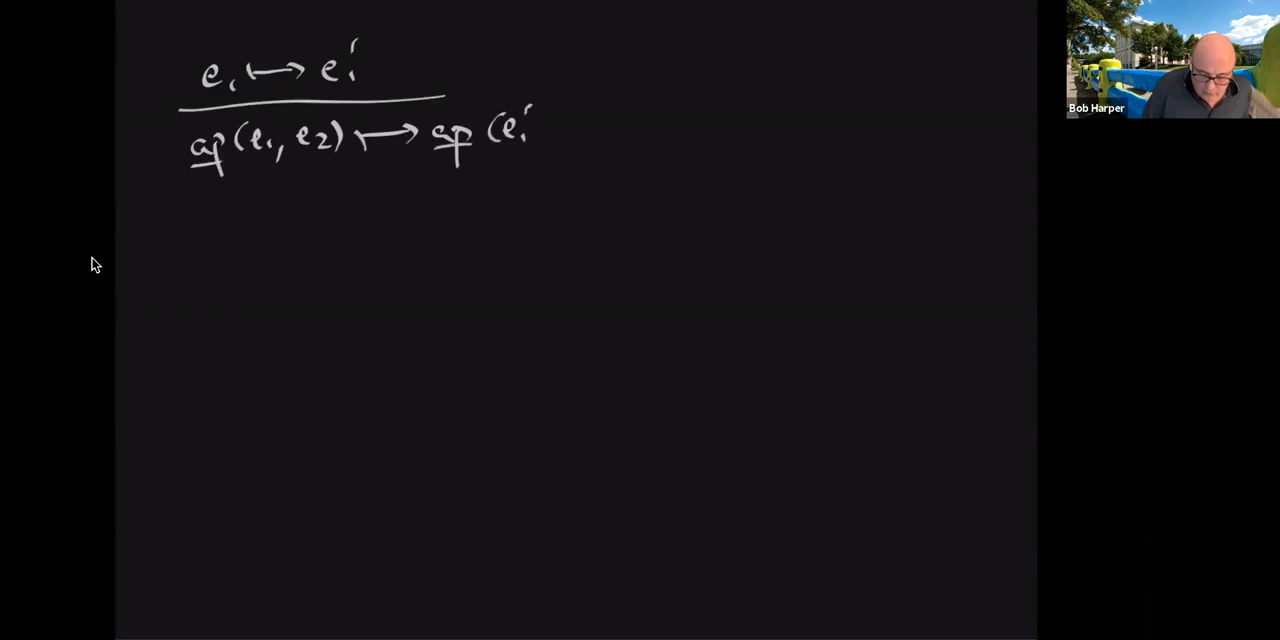 e₁ ↦ e₁′
ap(e₁, e₂) ↦ ap(e₁′
Bob Harper